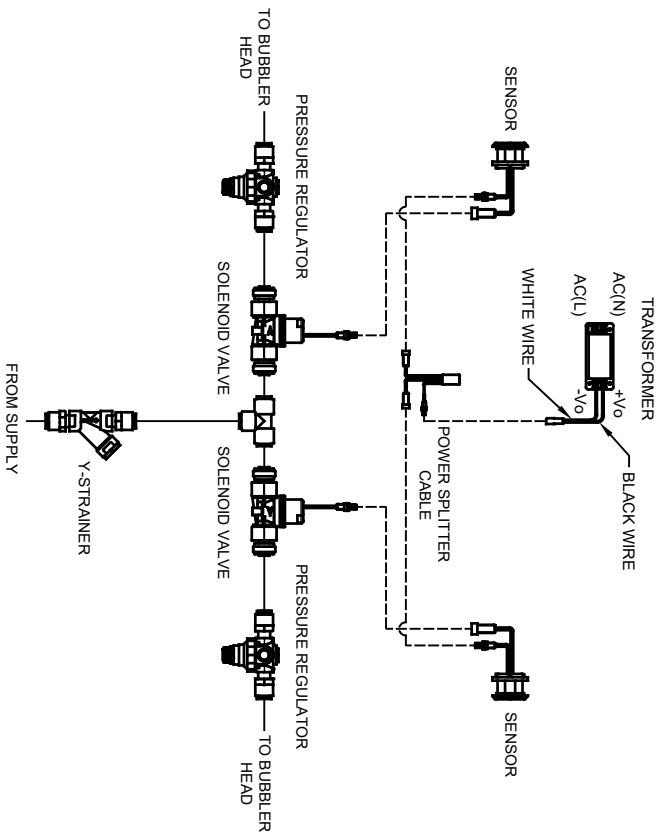 TRANSFORMER
AC(N)
AC(L)
+Vo
-Vo
WHITE WIRE
BLACK WIRE
SENSOR
SENSOR
POWER SPLITTER
CABLE
TO BUBBLER
HEAD
PRESSURE REGULATOR
SOLENOID VALVE
SOLENOID VALVE
PRESSURE REGULATOR
TO BUBBLER
HEAD
Y-STRAINER
FROM SUPPLY